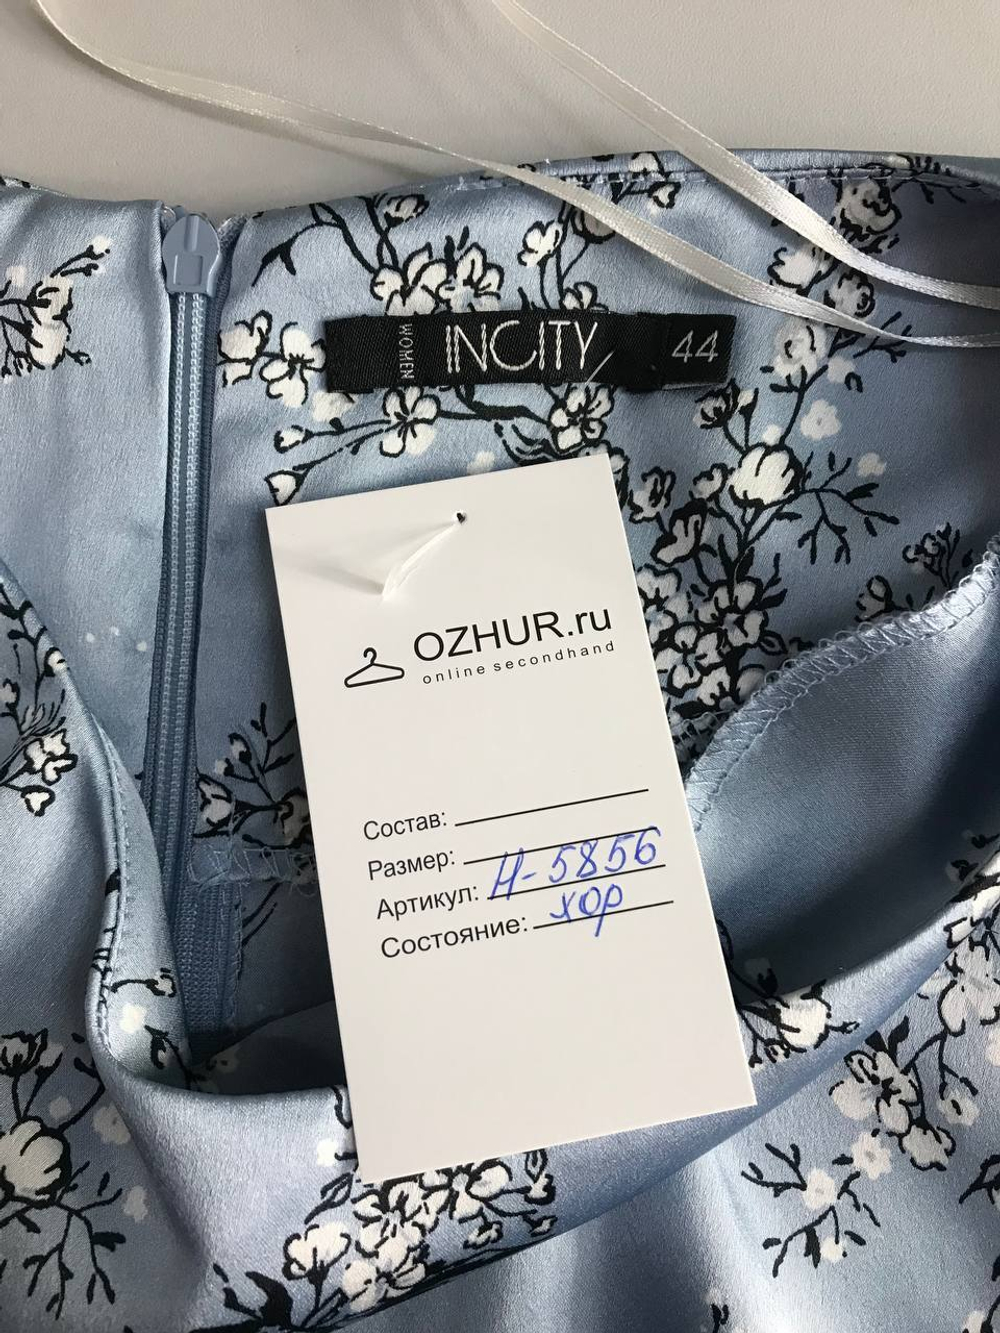 WOMEN
INCITY
44
OZHUR.ru
online secondhand
Состав:
Размер:
Артикул: Н-5856
Состояние: хор